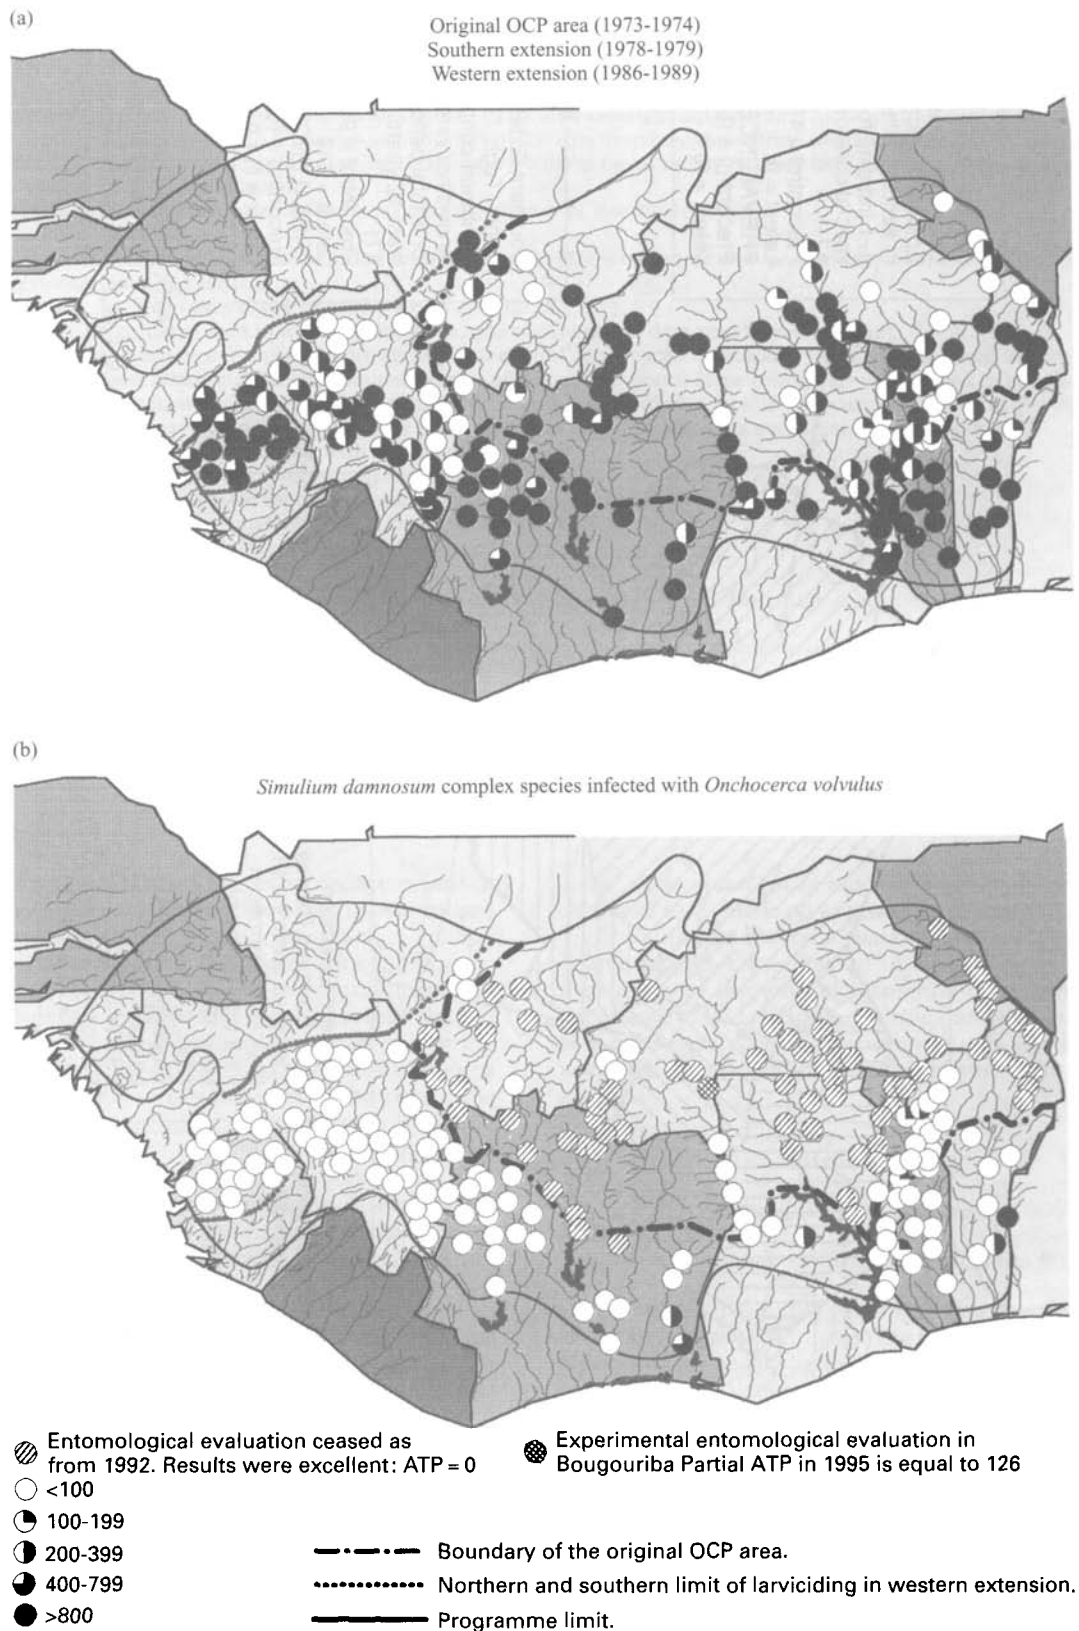 (a)
Original OCP area (1973-1974)
Southern extension (1978-1979)
Western extension (1986-1989)
(b)
Simulium damnosum complex species infected with Onchocerca volvulus
Entomological evaluation ceased as
from 1992. Results were excellent: ATP = 0
<100
100-199
200-399
400-799
>800
Experimental entomological evaluation in
Bougouriba Partial ATP in 1995 is equal to 126
Boundary of the original OCP area.
Northern and southern limit of larviciding in western extension.
Programme limit.